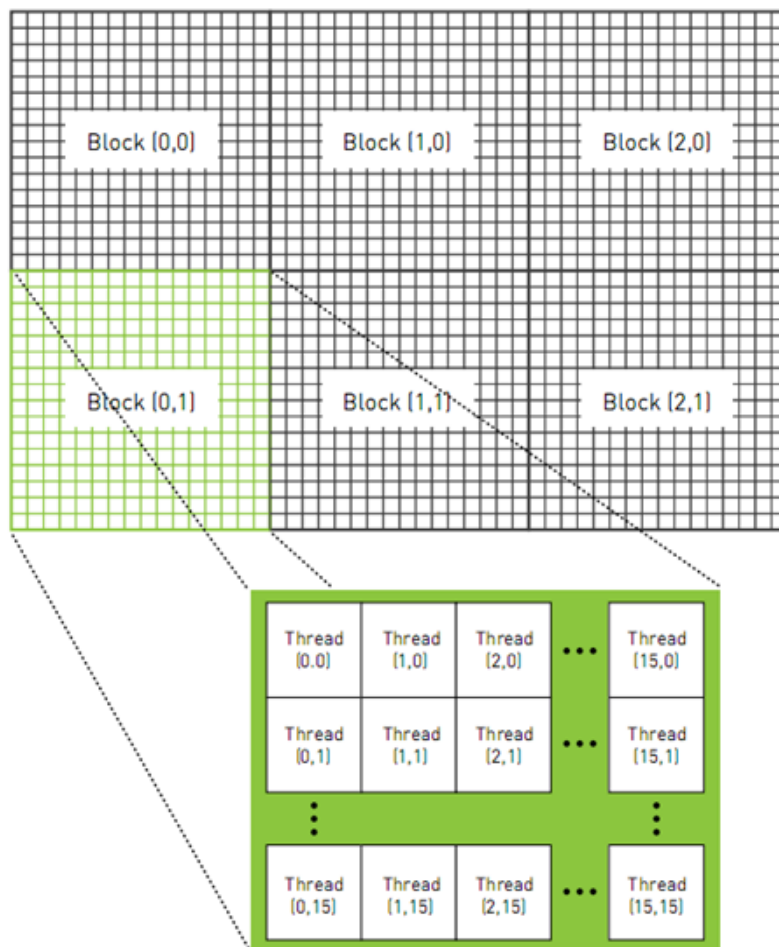 Block (0,0)
Block (1,0)
Block (2,0)
Block (0,1)
Block (1,1)
Block (2,1)
Thread
(0.0)
Thread
(1,0)
Thread
(2,0)
•••
Thread
(15,0)
Thread
(0,1)
Thread
(1,1)
Thread
(2,1)
•••
Thread
(15,1)
Thread
(0,15)
Thread
(1,15)
Thread
(2,15)
•••
Thread
(15,15)